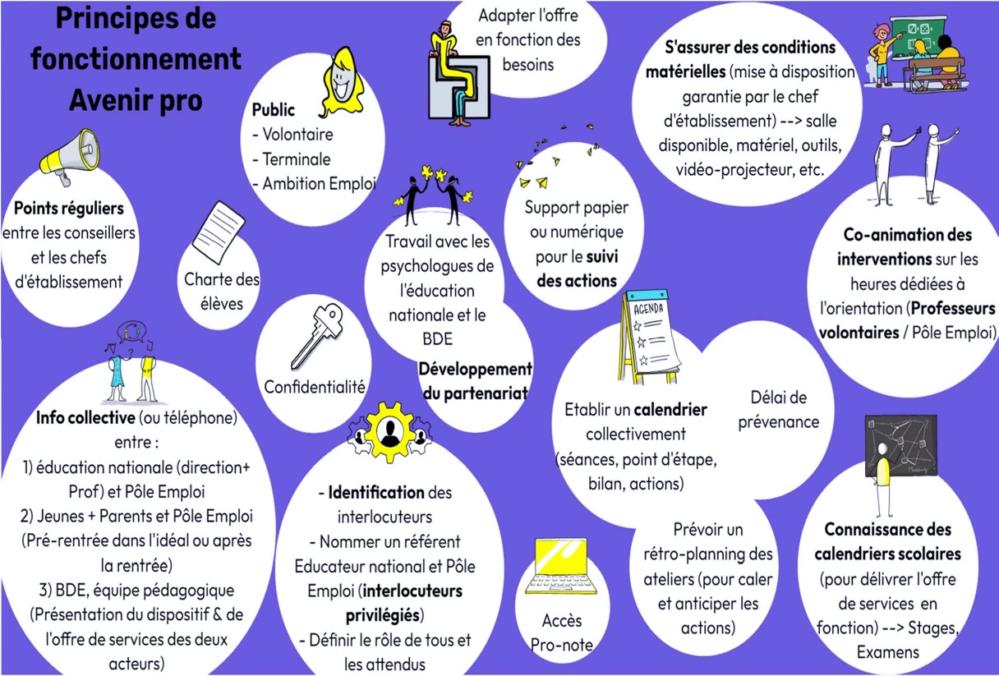 Principes de
fonctionnement
Avenir pro
Adapter l'offre
en fonction des
besoins
S'assurer des conditions
matérielles (mise à disposition
garantie par le chef
d'établissement) --> salle
disponible, matériel, outils,
vidéo-projecteur, etc.
Public
- Volontaire
- Terminale
- Ambition Emploi
Points réguliers
entre les conseillers
et les chefs
d'établissement
Charte des
élèves
Travail avec les
psychologues de
l'éducation
nationale et le
BDE
Développement
du partenariat
Support papier
ou numérique
pour le suivi
des actions
Co-animation des
interventions sur les
heures dédiées à
l'orientation (Professeurs
volontaires / Pôle Emploi)
Confidentialité
AGENDA
Etablir un calendrier
collectivement
(séances, point d'étape,
bilan, actions)
Délai de
prévenance
Info collective (ou téléphone)
entre :
1) éducation nationale (direction+
Prof) et Pôle Emploi
2) Jeunes + Parents et Pôle Emploi
(Pré-rentrée dans l'idéal ou après
la rentrée)
3) BDE, équipe pédagogique
(Présentation du dispositif & de
l'offre de services des deux
acteurs)
- Identification des
interlocuteurs
- Nommer un référent
Educateur national et Pôle
Emploi (interlocuteurs
privilégiés)
- Définir le rôle de tous et
les attendus
Accès
Pro-note
Prévoir un
rétro-planning des
ateliers (pour caler
et anticiper les
actions)
Connaissance des
calendriers scolaires
(pour délivrer l'offre
de services en
fonction) --> Stages,
Examens